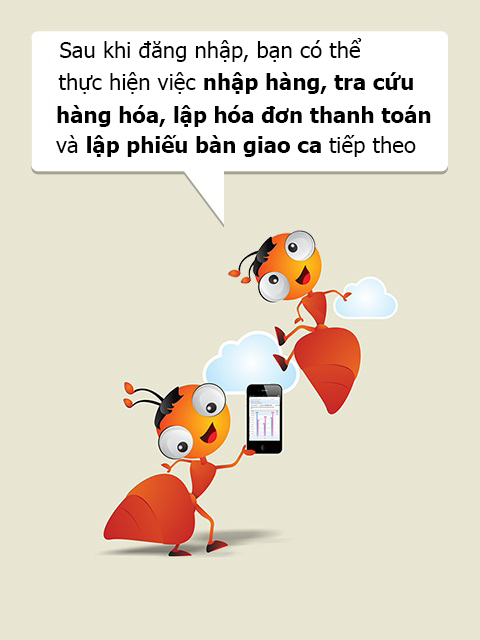 Sau khi đăng nhập, bạn có thể
thực hiện việc nhập hàng, tra cứu
hàng hóa, lập hóa đơn thanh toán
và lập phiếu bàn giao ca tiếp theo